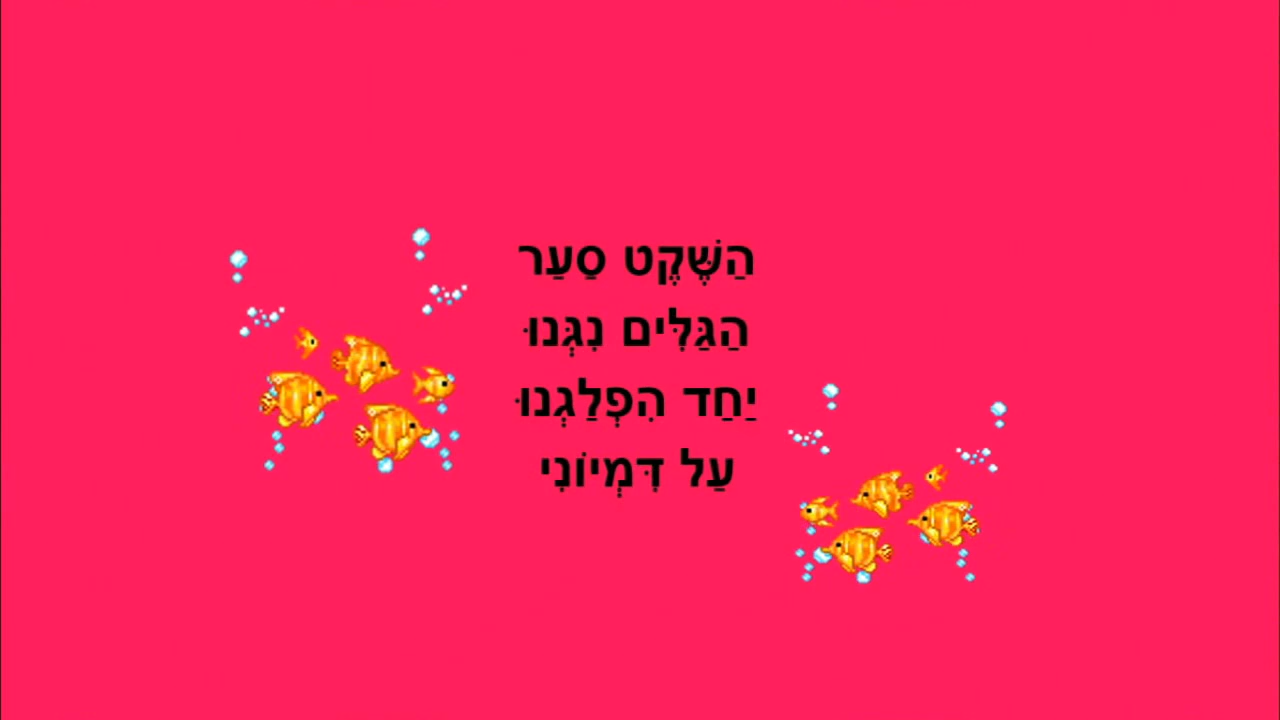 הַשֶּׁקֶט סַעַר
הַגַּלִּים נִגְּנוּ
יַחַד הִפְלַגְנוּ
עַל דִּמְיוֹנִי